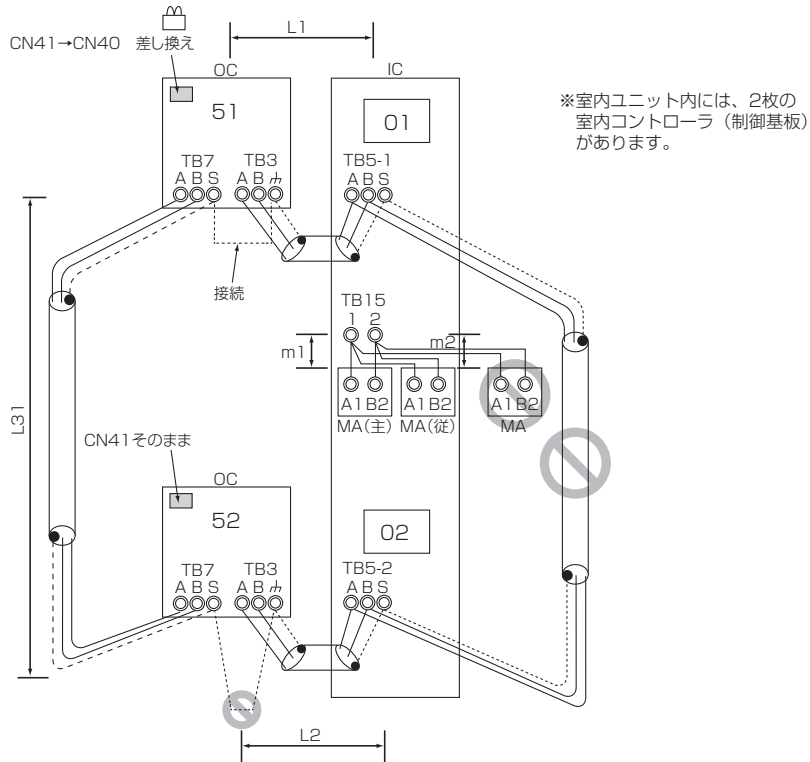 CN41→CN40 差し換え
L1
OC
IC
※室内ユニット内には、2枚の
室内コントローラ（制御基板）
があります。
51
01
TB7 TB3
A B S A B
TB5-1
A B S
接続
TB15
1 2
m1
m2
A1 B2
A1 B2
A1 B2
MA(主)
MA(従)
MA
L31
CN41そのまま
OC
52
02
TB7 TB3
A B S A B
TB5-2
A B S
L2